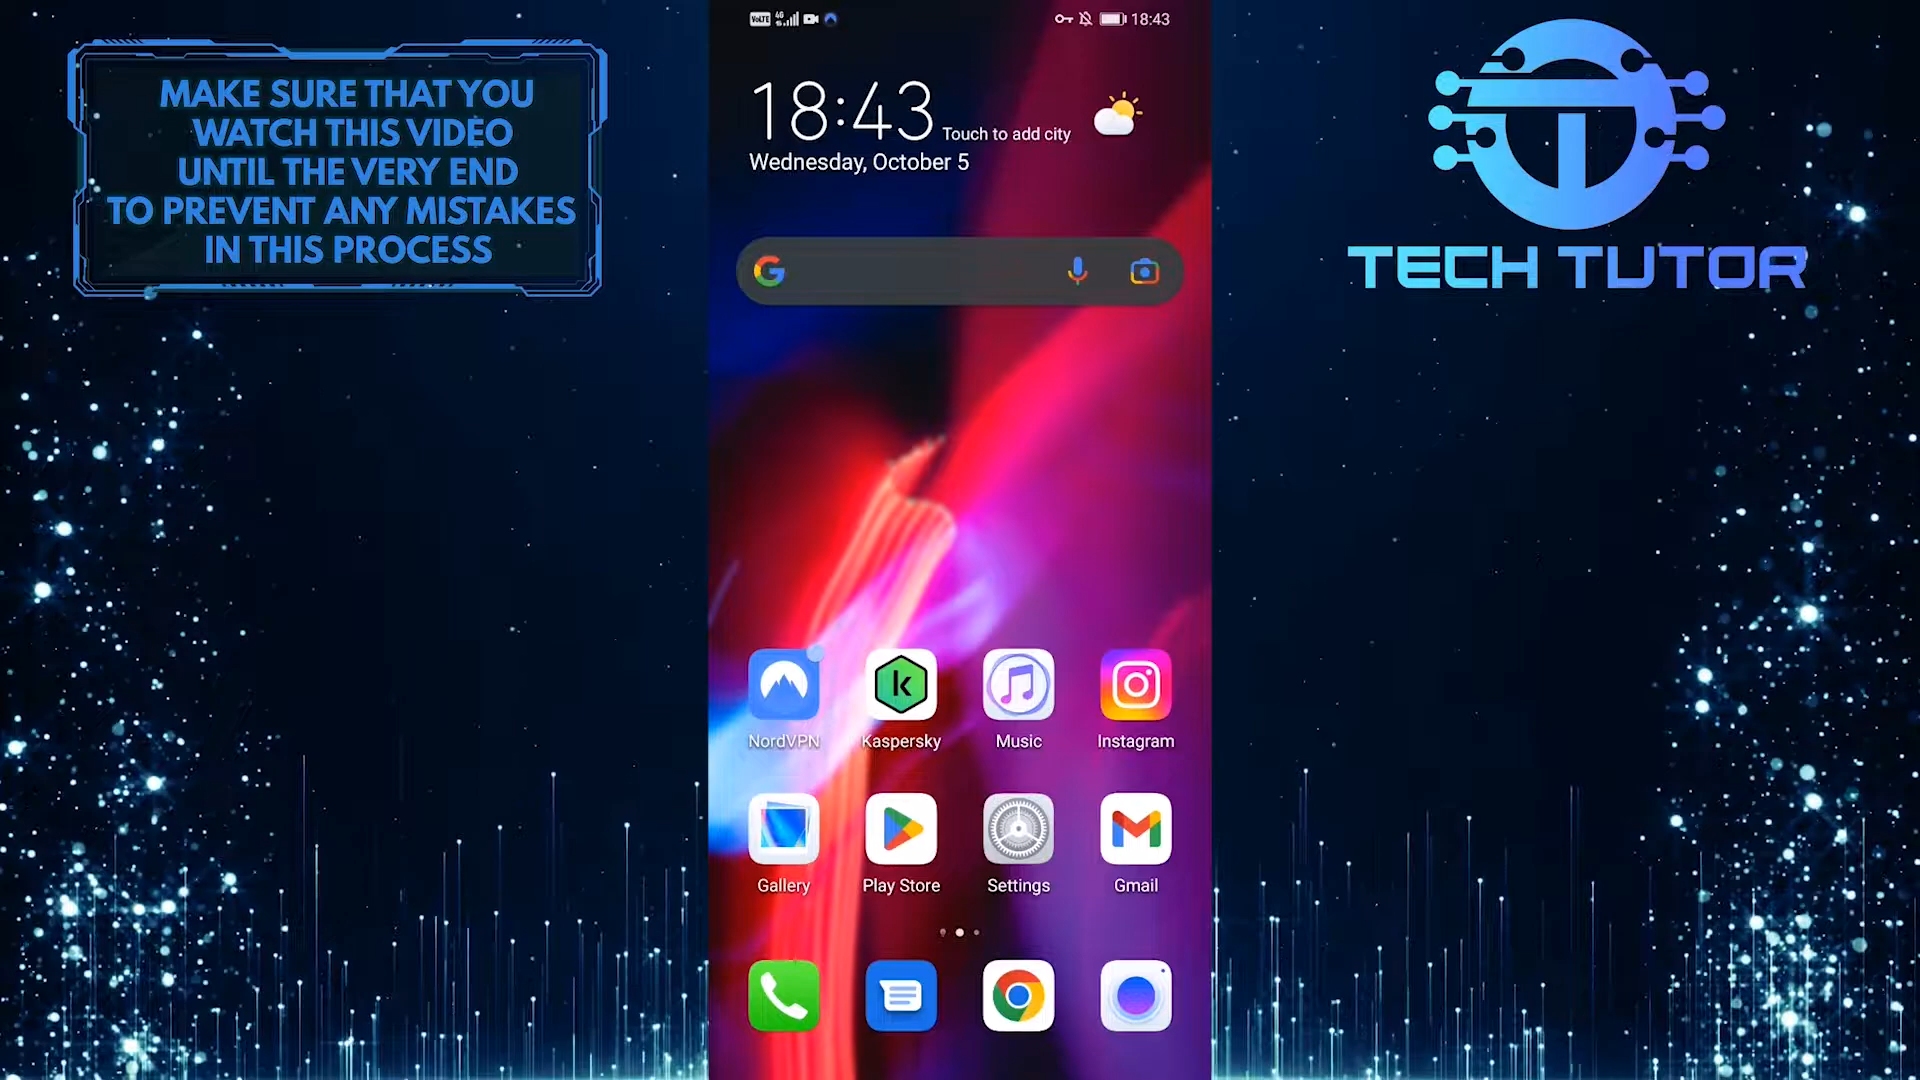 MAKE SURE THAT YOU
WATCH THIS VIDEO
UNTIL THE VERY END
TO PREVENT ANY MISTAKES
IN THIS PROCESS
VoLTE 4G 18:43
18:43 Touch to add city
Wednesday, October 5
TECH TUTOR
NordVPN Kaspersky Music Instagram
Gallery Play Store Settings Gmail